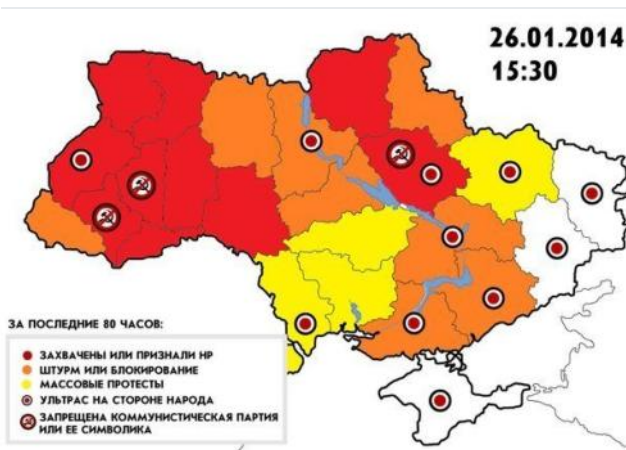 26.01.2014
15:30
ЗА ПОСЛЕДНИЕ 80 ЧАСОВ:
ЗАХВАЧЕНЫ ИЛИ ПРИЗНАЛИ НР
ШТУРМ ИЛИ БЛОКИРОВАНИЕ
МАССОВЫЕ ПРОТЕСТЫ
УЛЬТРАС НА СТОРОНЕ НАРОДА
ЗАПРЕЩЕНА КОММУНИСТИЧЕСКАЯ ПАРТИЯ
ИЛИ ЕЕ СИМВОЛИКА